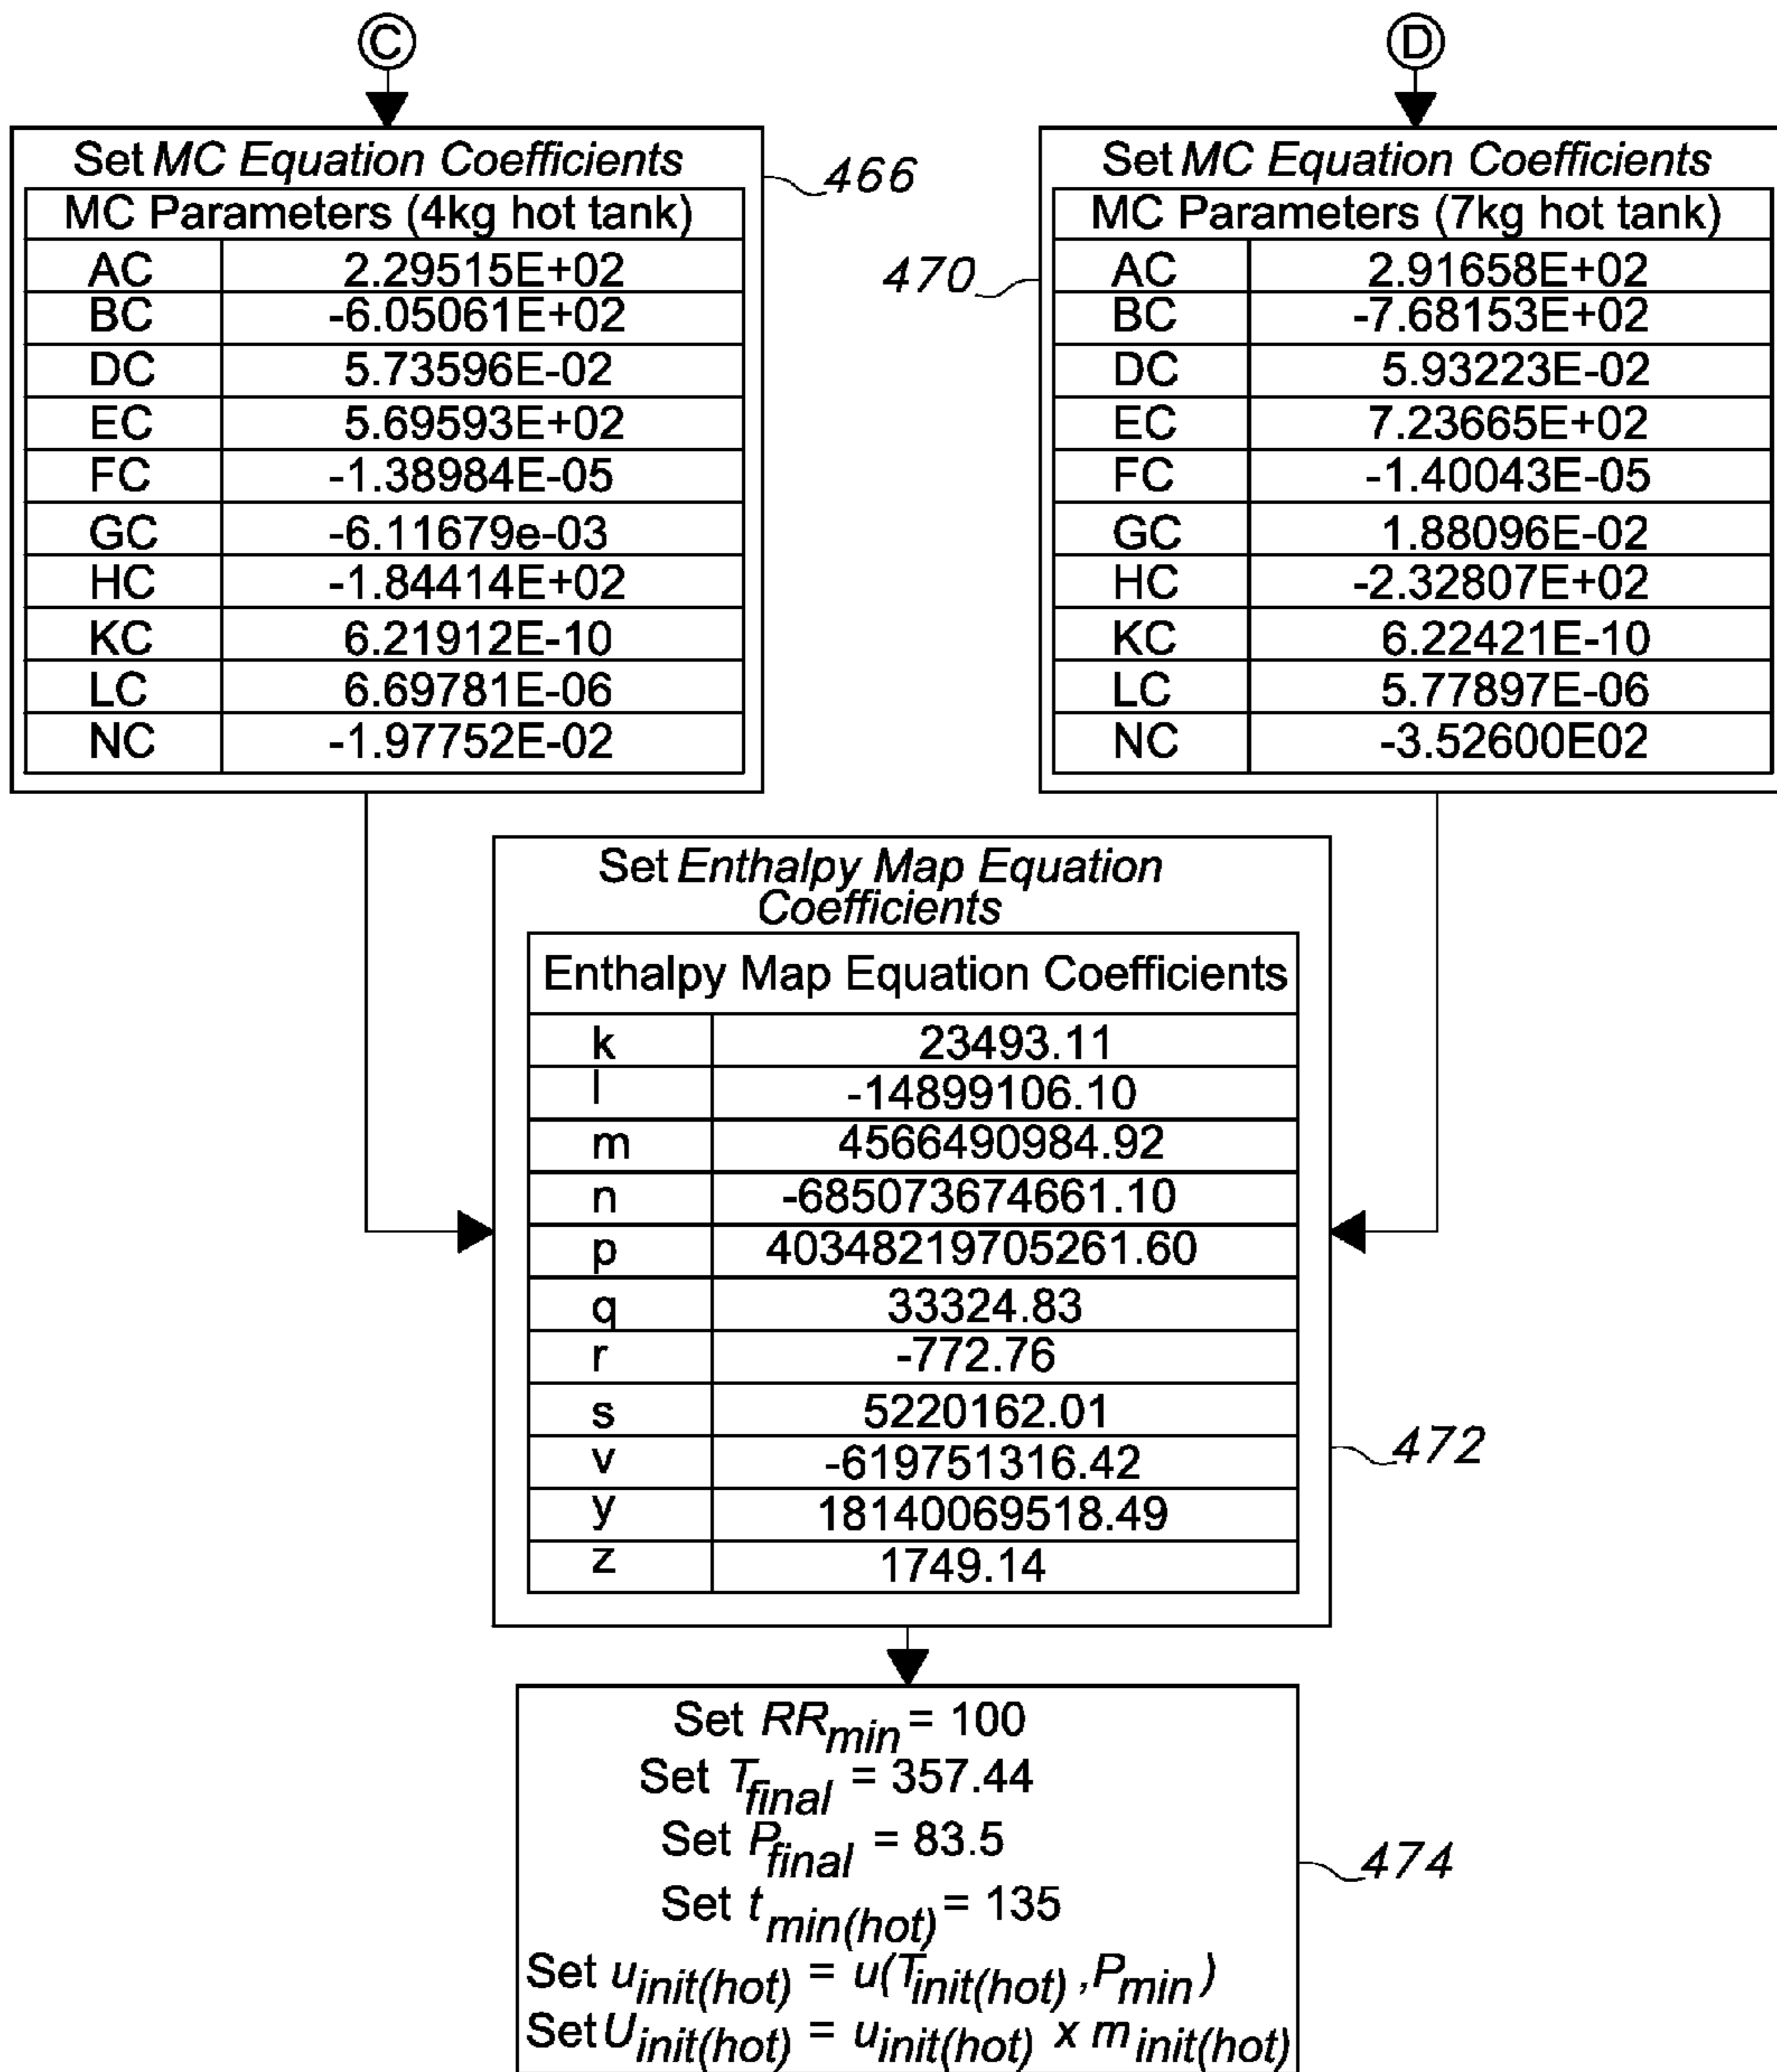 C
Set MC Equation Coefficients
MC Parameters (4kg hot tank)
AC 2.29515E+02
BC -6.05061E+02
DC 5.73596E-02
EC 5.69593E+02
FC -1.38984E-05
GC -6.11679e-03
HC -1.84414E+02
KC 6.21912E-10
LC 6.69781E-06
NC -1.97752E-02
466
D
Set MC Equation Coefficients
MC Parameters (7kg hot tank)
AC 2.91658E+02
BC -7.68153E+02
DC 5.93223E-02
EC 7.23665E+02
FC -1.40043E-05
GC 1.88096E-02
HC -2.32807E+02
KC 6.22421E-10
LC 5.77897E-06
NC -3.52600E02
470
Set Enthalpy Map Equation
Coefficients
Enthalpy Map Equation Coefficients
k 23493.11
l -14899106.10
m 4566490984.92
n -685073674661.10
p 40348219705261.60
q 33324.83
r -772.76
s 5220162.01
v -619751316.42
y 18140069518.49
z 1749.14
472
Set RRmin = 100
Set Tfinal = 357.44
Set Pfinal = 83.5
Set tmin(hot) = 135
Set uinit(hot) = u(Tinit(hot) ,Pmin )
Set Uinit(hot) = uinit(hot) x minit(hot)
474